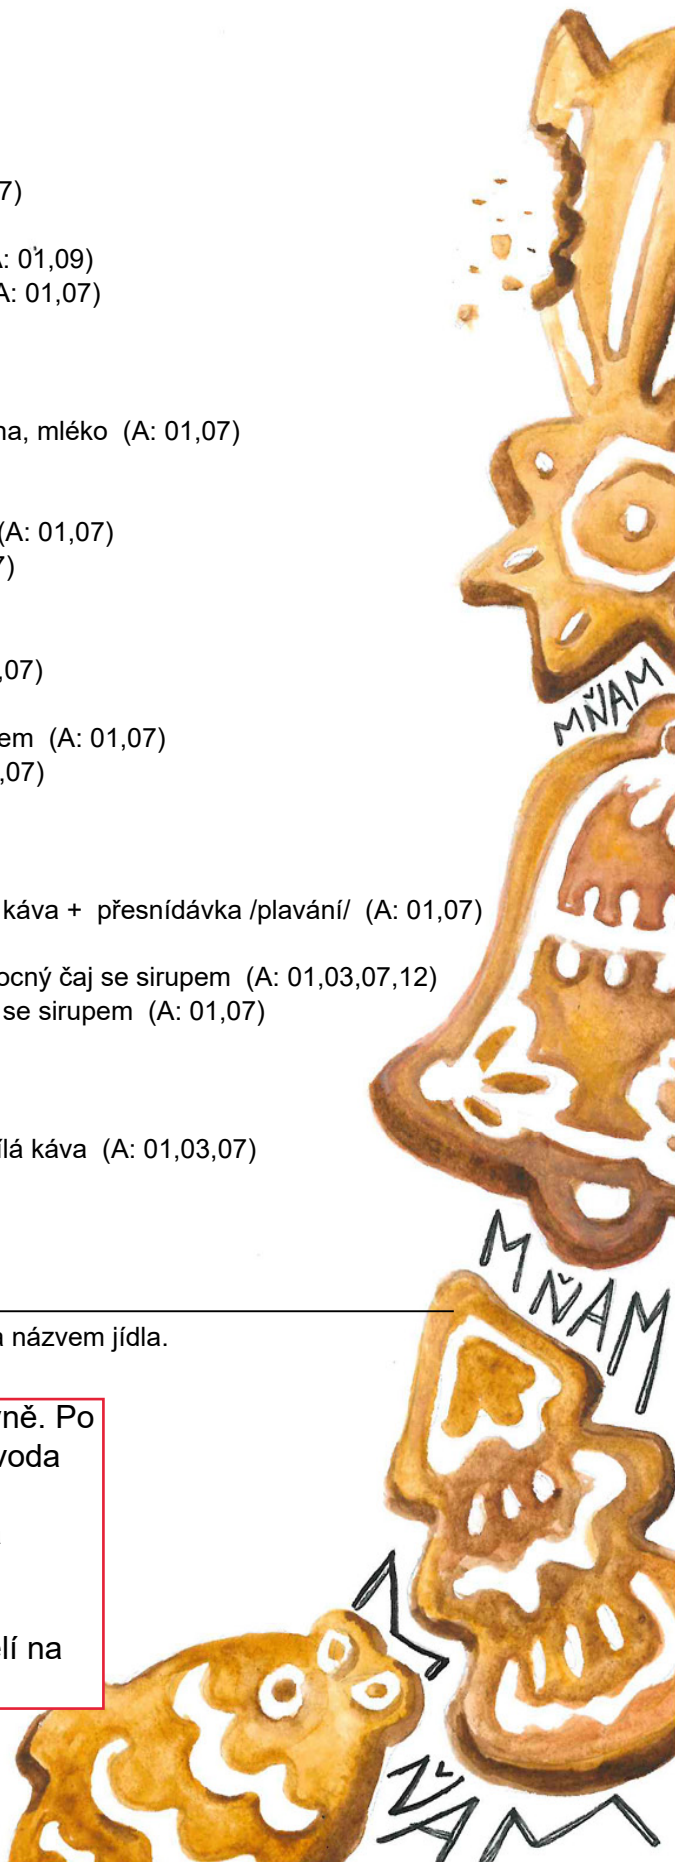 7)
: 01,09)
A: 01,07)
na, mléko (A: 01,07)
(A: 01,07)
7)
,07)
em (A: 01,07)
,07)
káva + přesnídávka /plavání/ (A: 01,07)
ocný čaj se sirupem (A: 01,03,07,12)
se sirupem (A: 01,07)
ílá káva (A: 01,03,07)
a názvem jídla.
vně. Po
voda
elí na
MŇAM
MŇAM
MŇAM